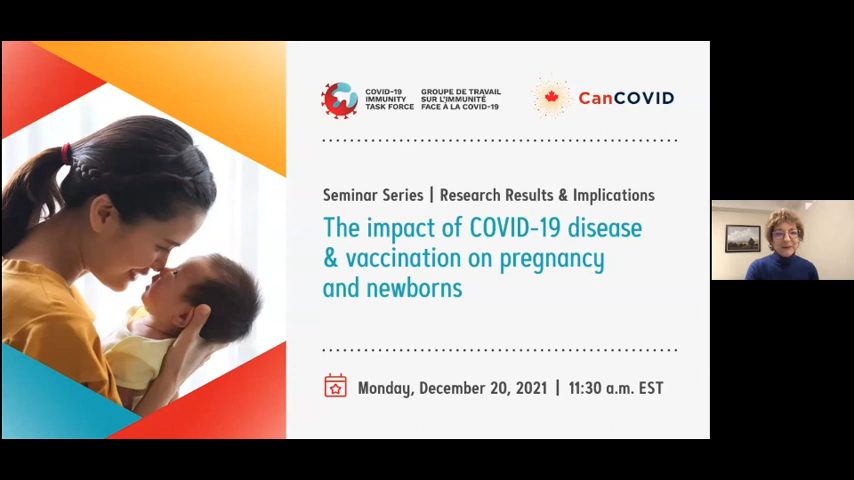 COVID-19
IMMUNITY
TASK FORCE
GROUPE DE TRAVAIL
SUR L'IMMUNITÉ
FACE À LA COVID-19
CanCOVID
Seminar Series | Research Results & Implications
The impact of COVID-19 disease
& vaccination on pregnancy
and newborns
Monday, December 20, 2021 | 11:30 a.m. EST